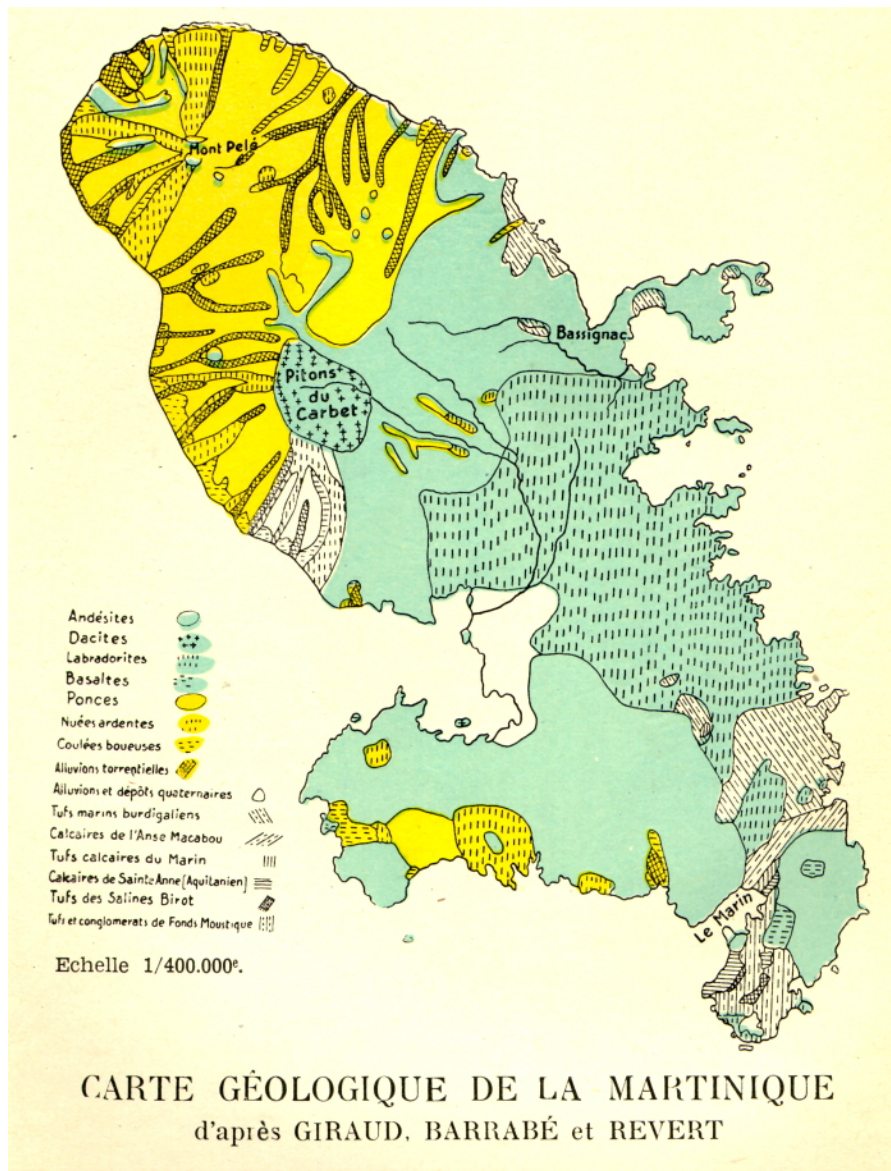 Mont Pelé
Bassignac
Pitons
du
Carbet
Andésites
Dacites
Labradorites
Basaltes
Ponces
Nuées ardentes
Coulées boueuses
Alluvions torrentielles
Alluvions et dépôts quaternaires
Tufs marins burdigaliens
Calcaires de l'Anse Macabou
Tufs calcaires du Marin
Calcaires de Sainte Anne [Aquitanien]
Tufs des Salines Birot
Tufs et conglomerats de Fonds Moustique
Le Marin
Echelle 1/400.000e.
CARTE GÉOLOGIQUE DE LA MARTINIQUE
d'après GIRAUD, BARRABÉ et REVERT